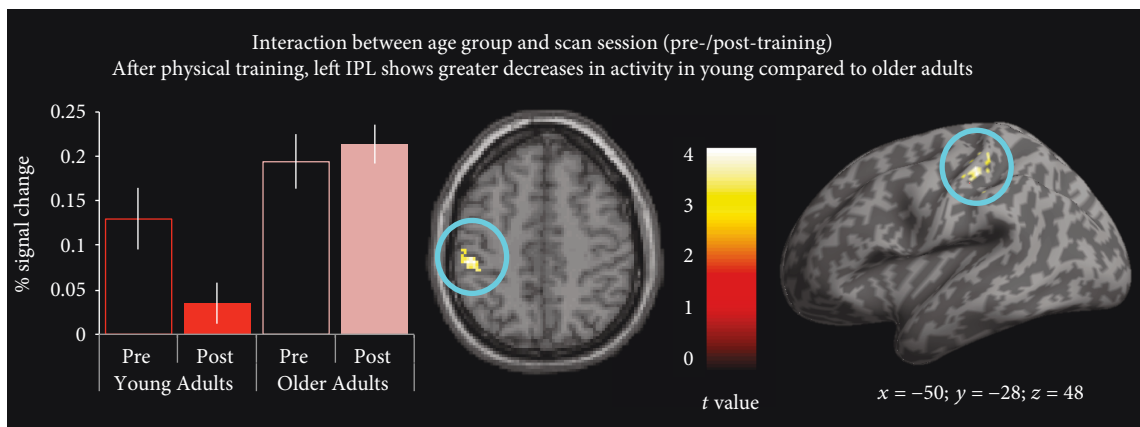 Interaction between age group and scan session (pre-/post-training)
After physical training, left IPL shows greater decreases in activity in young compared to older adults
% signal change
0.25
0.2
0.15
0.1
0.05
0
Pre Post Pre Post
Young Adults Older Adults
4
3
2
1
0
t value
x = −50; y = −28; z = 48